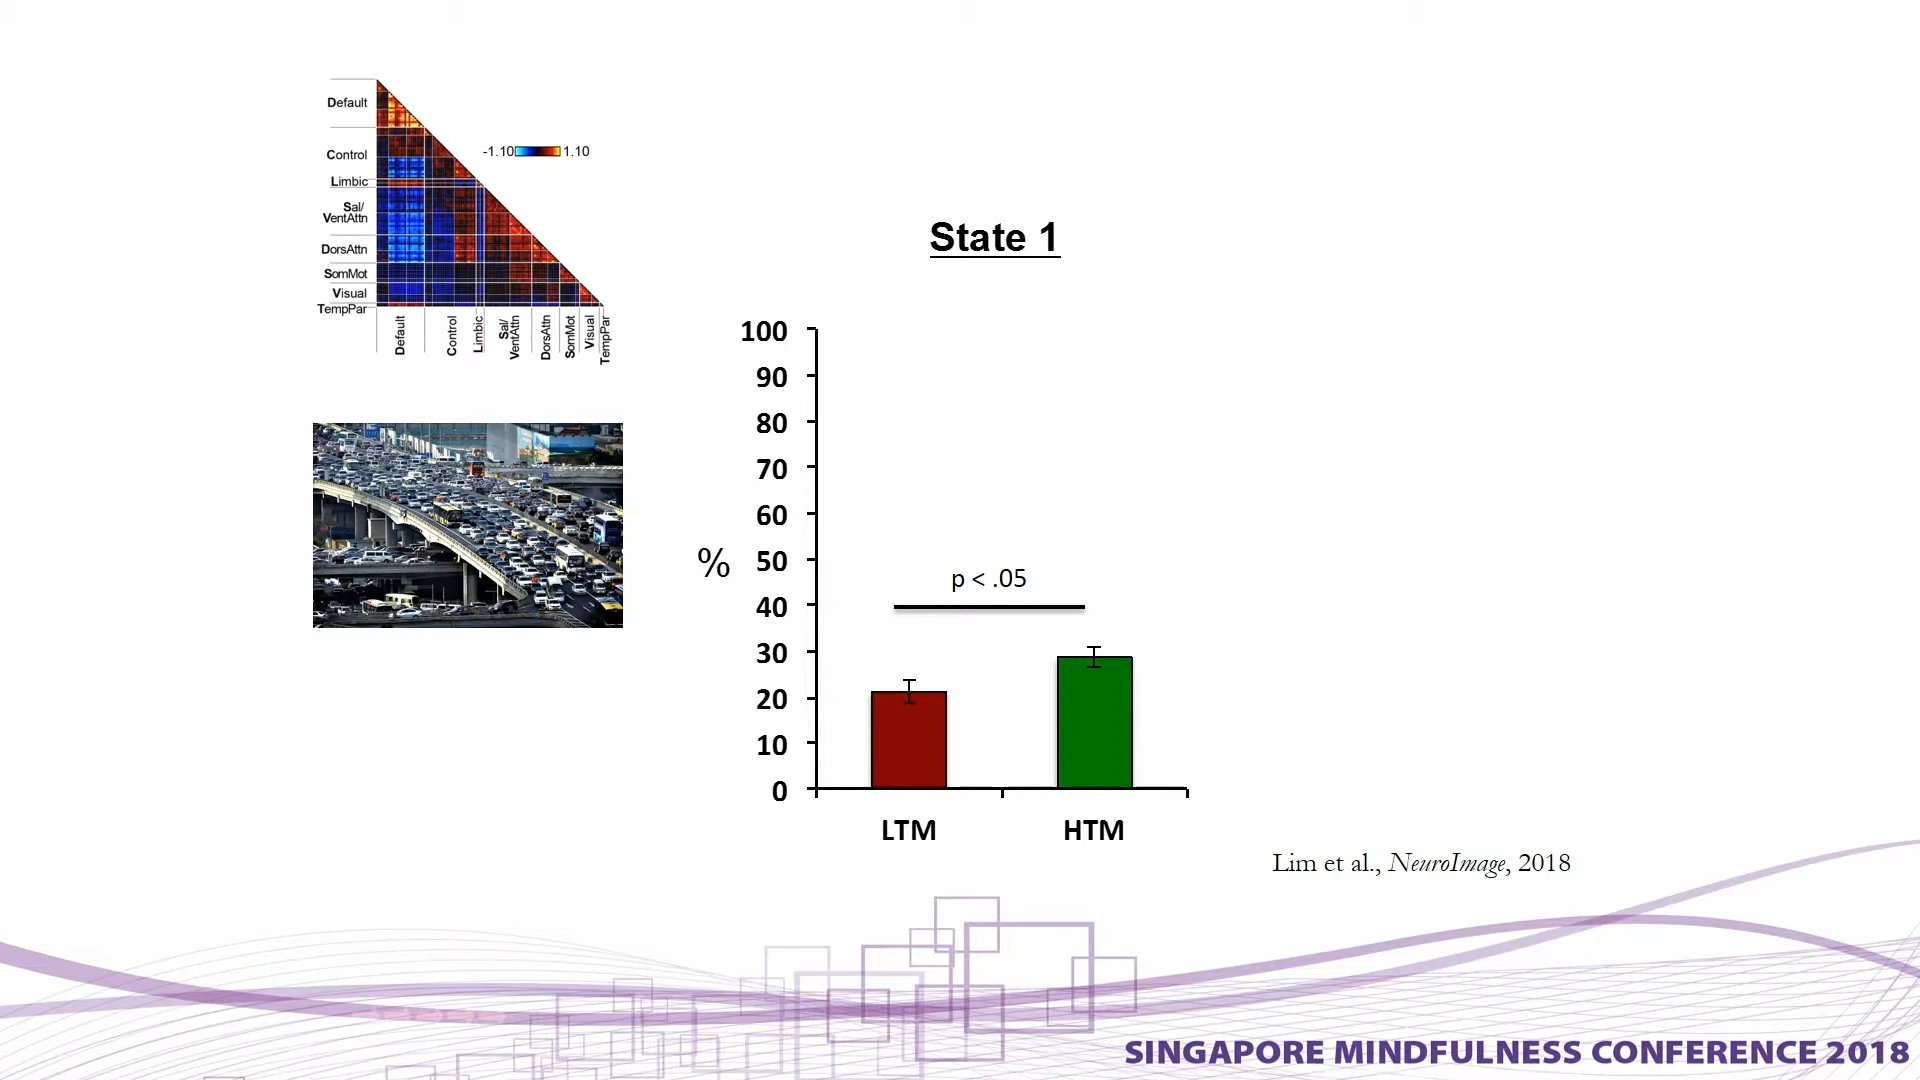 Default
Control
Limbic
Sal/
VentAttn
DorsAttn
SomMot
Visual
TempPar
-1.10 1.10
Default
Control
Limbic
Sal/
VentAttn
DorsAttn
SomMot
Visual
TempPar
State 1
100
90
80
70
60
50
40
30
20
10
0
%
p < .05
LTM
HTM
Lim et al., NeuroImage, 2018
SINGAPORE MINDFULNESS CONFERENCE 2018